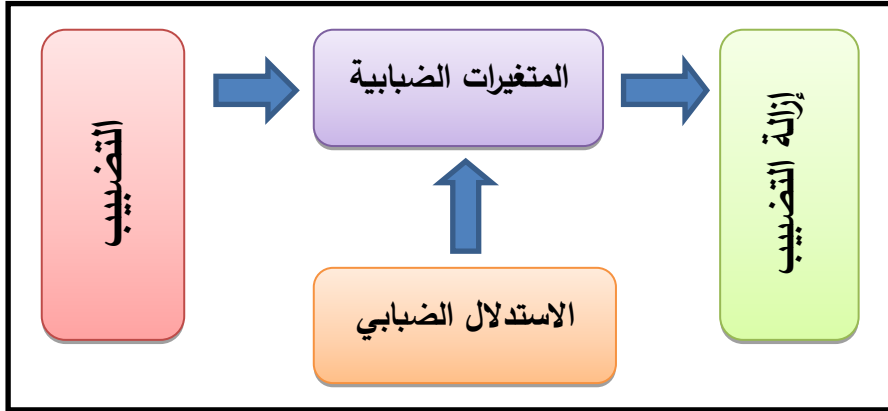 التضبيب
المتغيرات الضبابية
الاستدلال الضبابي
إزالة التضبيب